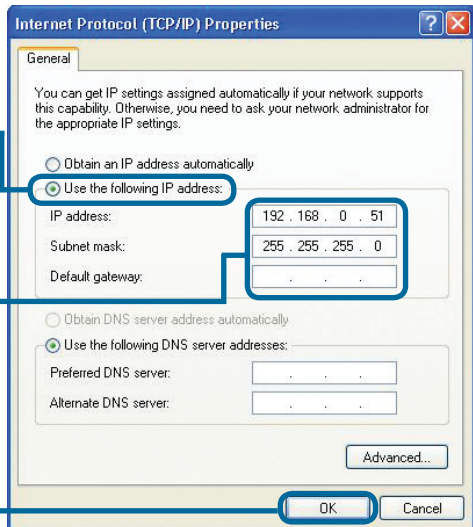 Internet Protocol (TCP/IP) Properties
General
You can get IP settings assigned automatically if your network supports
this capability. Otherwise, you need to ask your network administrator for
the appropriate IP settings.
Obtain an IP address automatically
Use the following IP address:
IP address: 192 . 168 . 0 . 51
Subnet mask: 255 . 255 . 255 . 0
Default gateway: . . .
Obtain DNS server address automatically
Use the following DNS server addresses:
Preferred DNS server: . . .
Alternate DNS server: . . .
Advanced...
OK Cancel